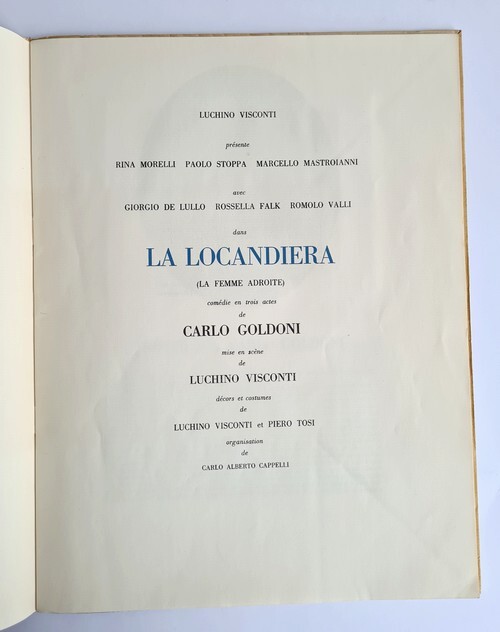 LUCHINO VISCONTI
présente
RINA MORELLI PAOLO STOPPA MARCELLO MASTROIANNI
avec
GIORGIO DE LULLO ROSSELLA FALK ROMOLO VALLI
dans
LA LOCANDIERA
(LA FEMME ADROITE)
comédie en trois actes
de
CARLO GOLDONI
mise en scène
de
LUCHINO VISCONTI
décors et costumes
de
LUCHINO VISCONTI et PIERO TOSI
organisation
de
CARLO ALBERTO CAPPELLI